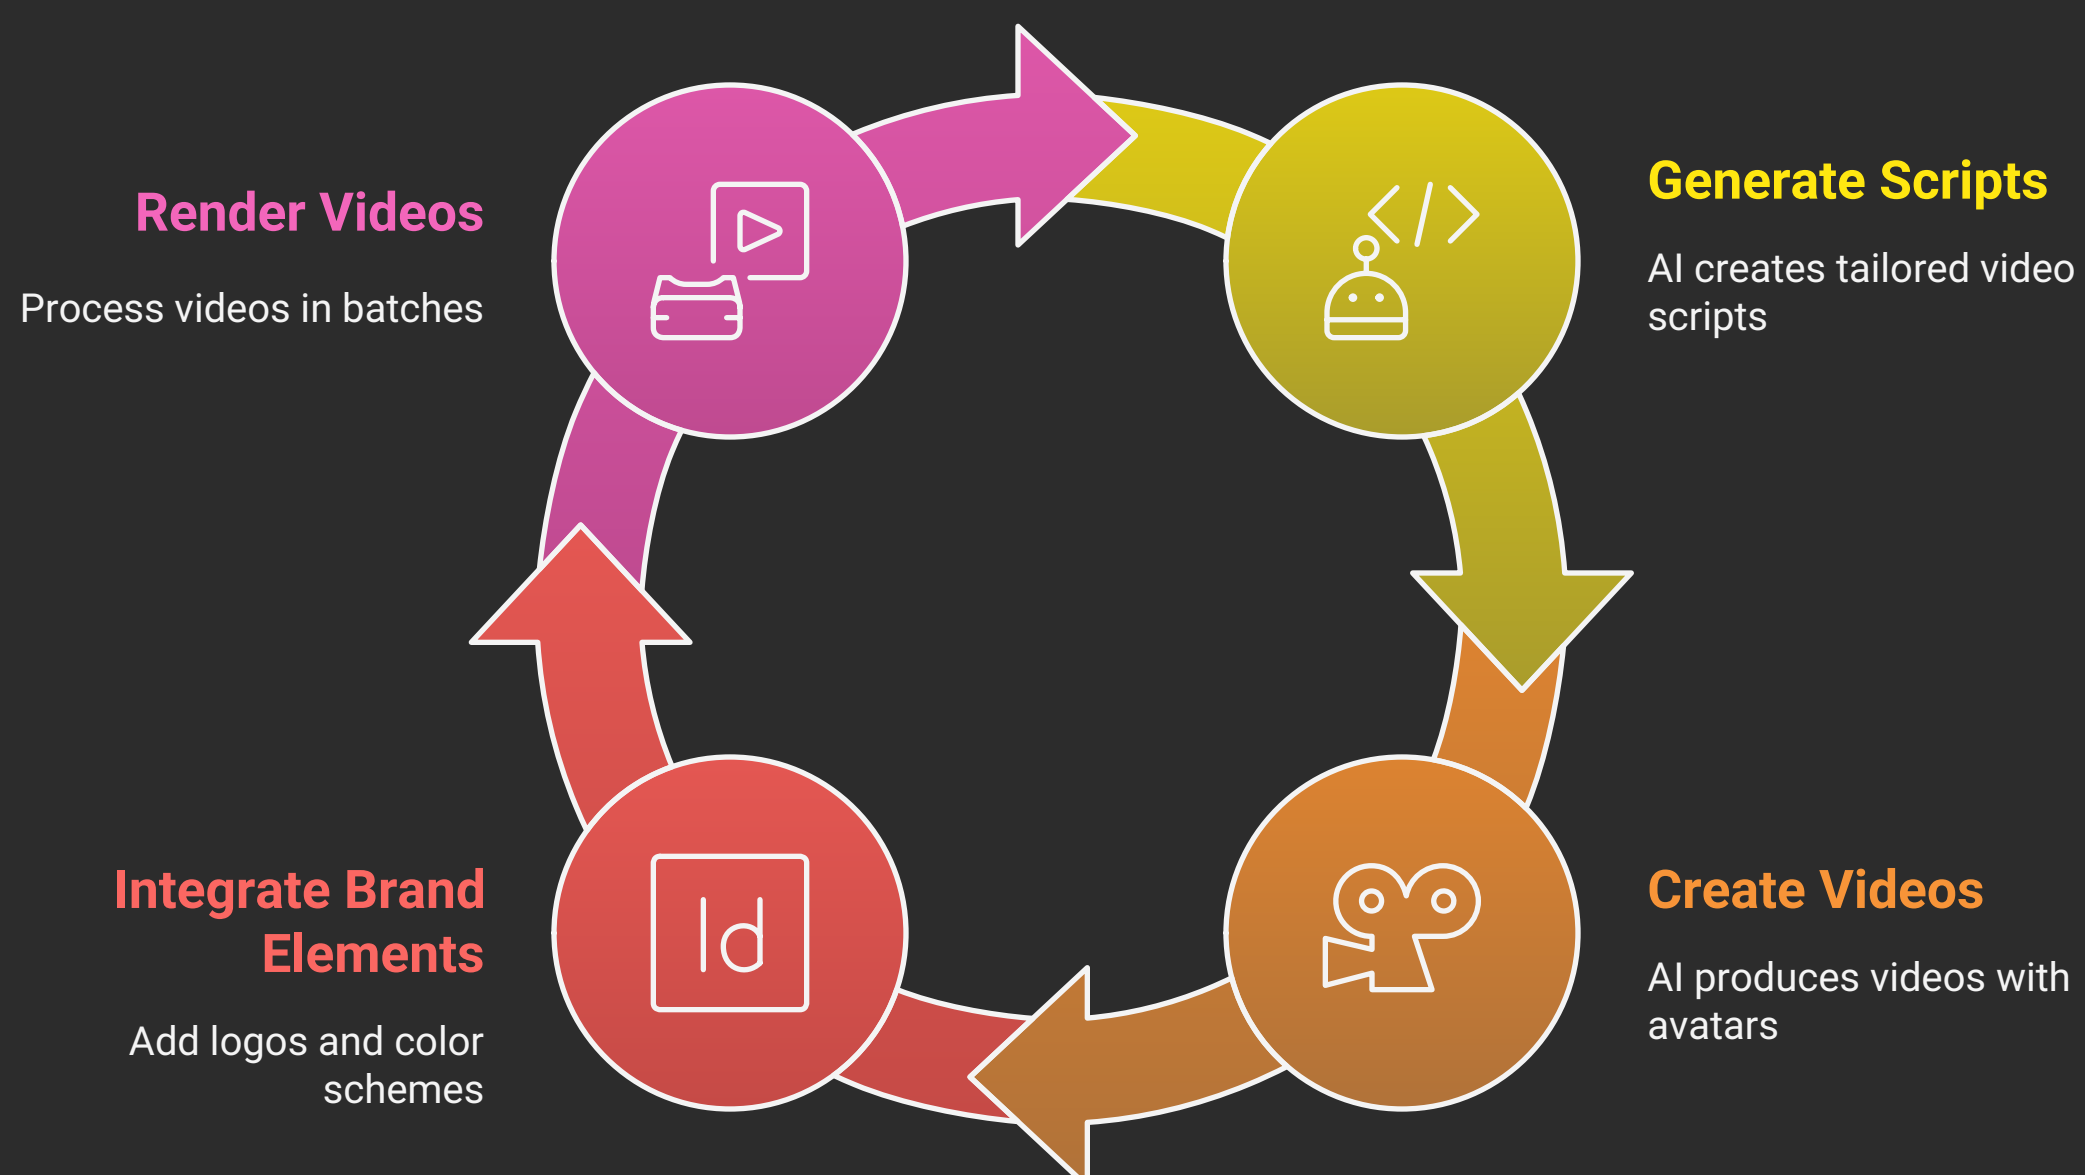 Render Videos
Process videos in batches
Generate Scripts
AI creates tailored video
scripts
Integrate Brand
Elements
Add logos and color
schemes
Id
Create Videos
AI produces videos with
avatars